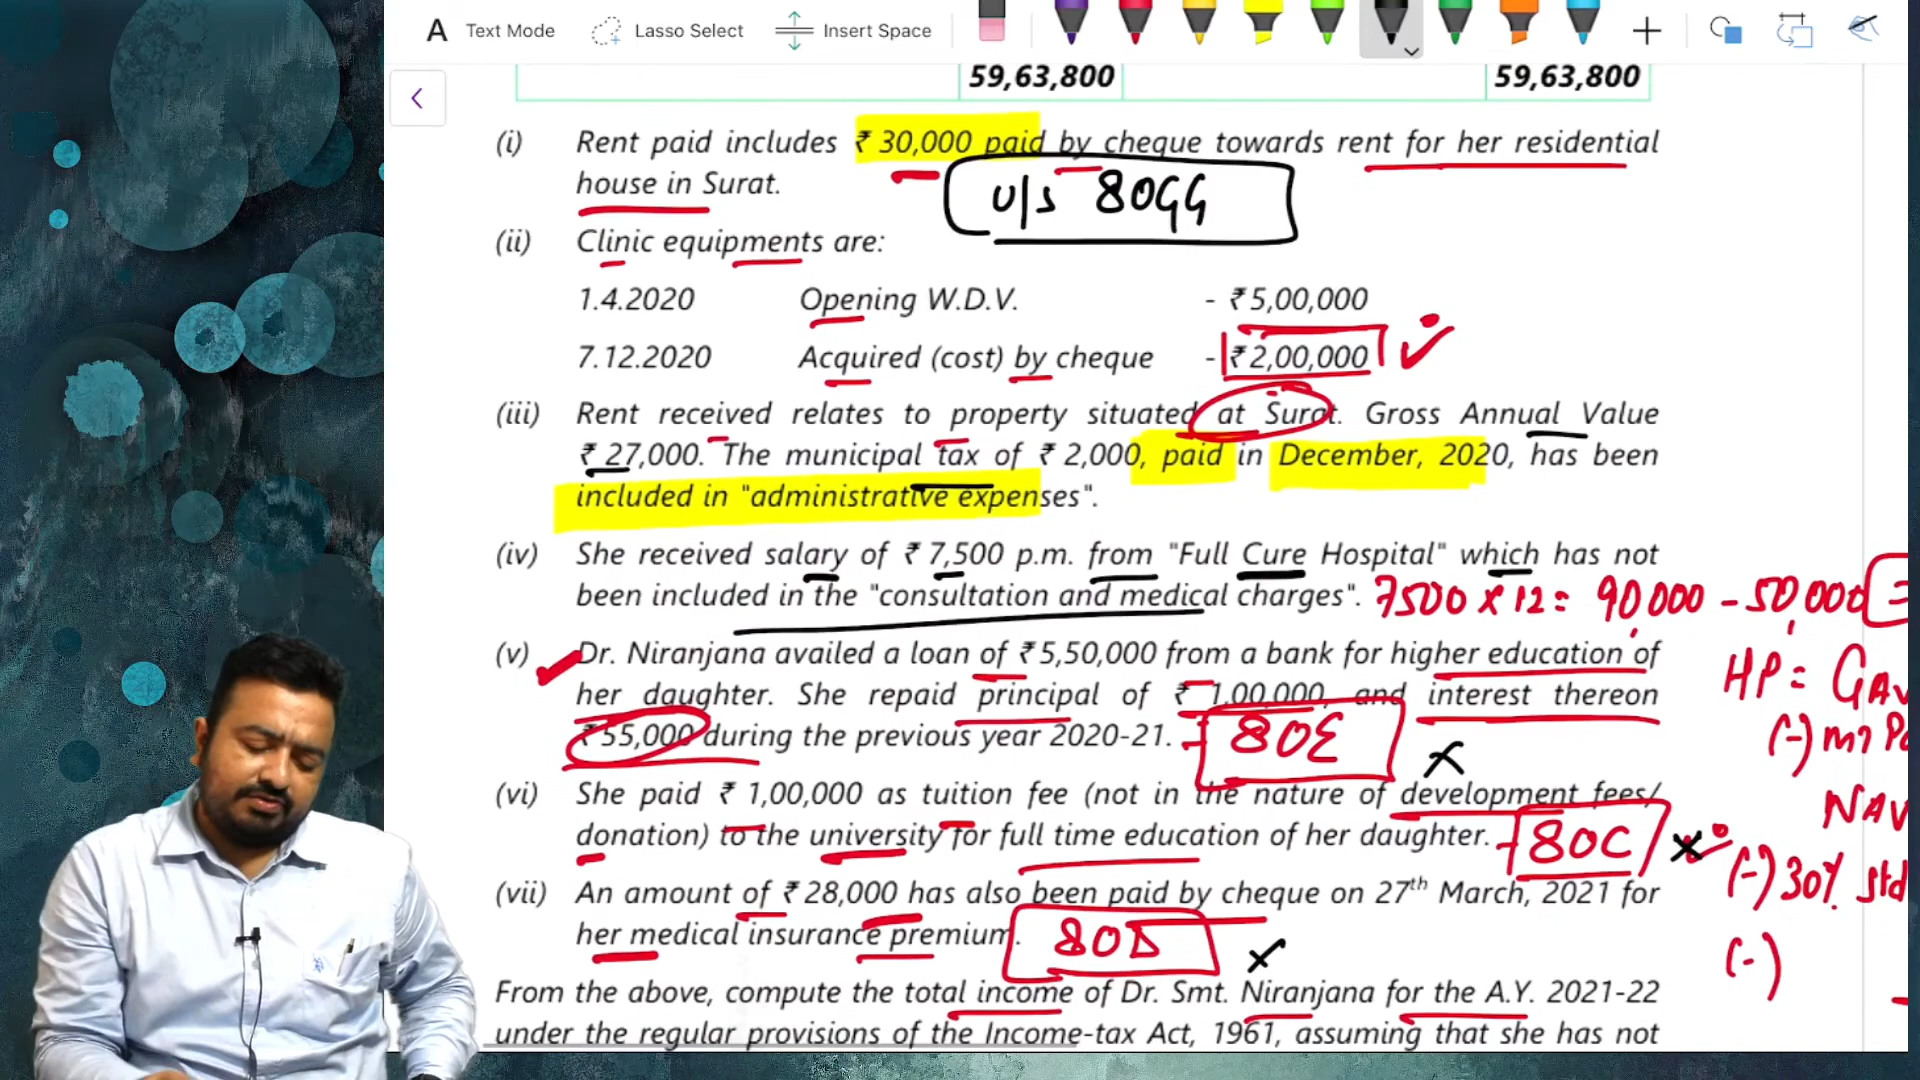 A Text Mode Lasso Select Insert Space
59,63,800 59,63,800
(i) Rent paid includes ₹ 30,000 paid by cheque towards rent for her residential
house in Surat.
U/s 80GG
(ii) Clinic equipments are:
1.4.2020 Opening W.D.V. - ₹ 5,00,000
7.12.2020 Acquired (cost) by cheque - ₹ 2,00,000
(iii) Rent received relates to property situated at Surat. Gross Annual Value
₹ 27,000. The municipal tax of ₹ 2,000, paid in December, 2020, has been
included in "administrative expenses".
(iv) She received salary of ₹ 7,500 p.m. from "Full Cure Hospital" which has not
been included in the "consultation and medical charges". 7500 x 12 = 90,000 - 50,000 =
(v) Dr. Niranjana availed a loan of ₹ 5,50,000 from a bank for higher education of
her daughter. She repaid principal of ₹ 1,00,000, and interest thereon
₹ 55,000 during the previous year 2020-21. - 80E
HP = GAV
(-) m7
NAV
(vi) She paid ₹ 1,00,000 as tuition fee (not in the nature of development fees/
donation) to the university for full time education of her daughter. - 80C
(-) 30% Std
(vii) An amount of ₹ 28,000 has also been paid by cheque on 27th March, 2021 for
her medical insurance premium. 80D
(-)
From the above, compute the total income of Dr. Smt. Niranjana for the A.Y. 2021-22
under the regular provisions of the Income-tax Act, 1961, assuming that she has not